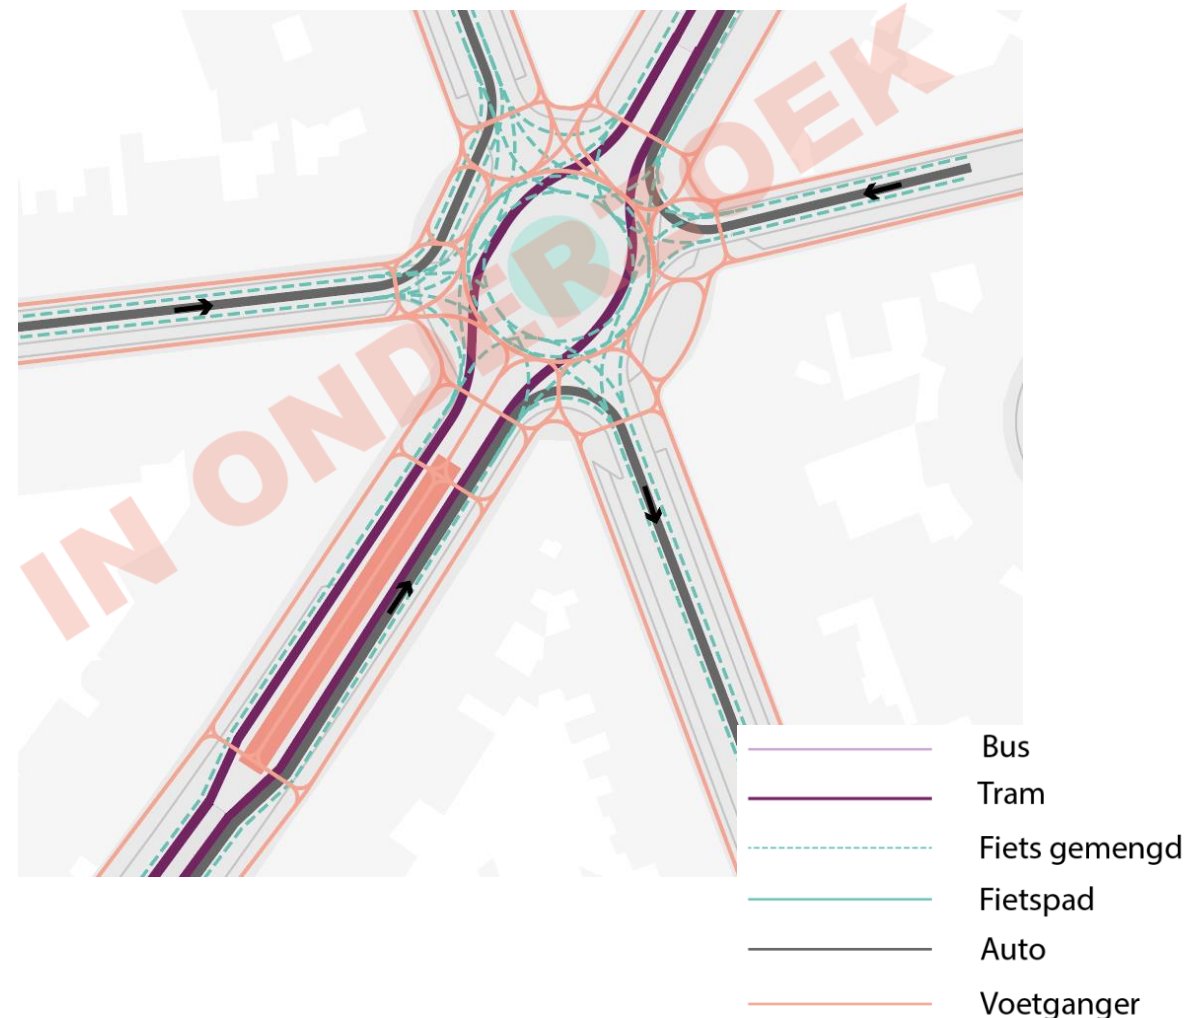 IN ONDERZOEK
Bus
Tram
Fiets gemengd
Fietspad
Auto
Voetganger